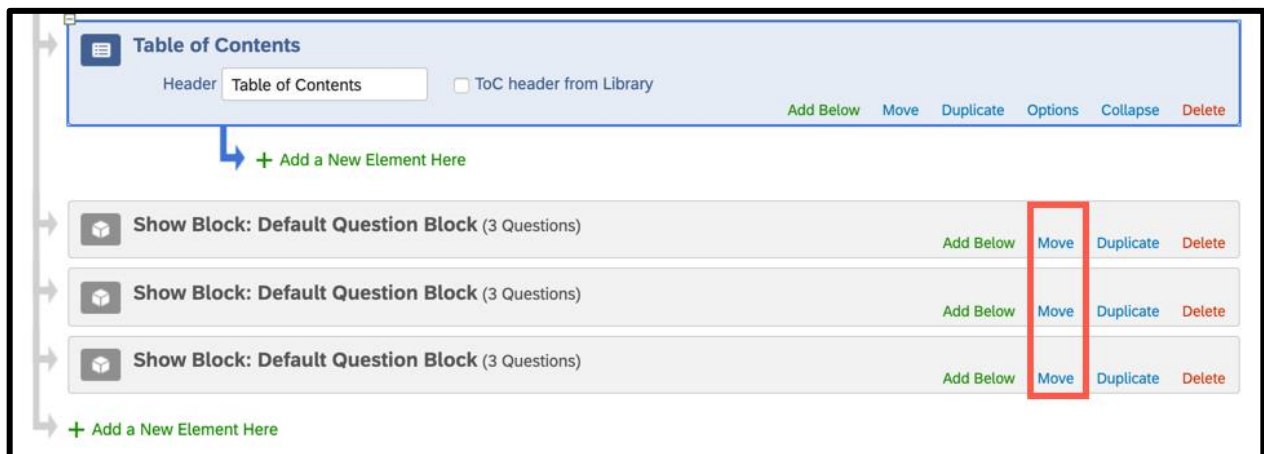 Table of Contents
Header Table of Contents ToC header from Library
Add Below Move Duplicate Options Collapse Delete
+ Add a New Element Here
Show Block: Default Question Block (3 Questions)
Add Below Move Duplicate Delete
Show Block: Default Question Block (3 Questions)
Add Below Move Duplicate Delete
Show Block: Default Question Block (3 Questions)
Add Below Move Duplicate Delete
+ Add a New Element Here